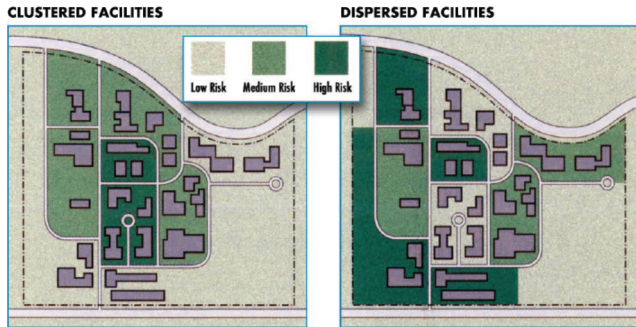 CLUSTERED FACILITIES
DISPERSED FACILITIES
Low Risk
Medium Risk
High Risk